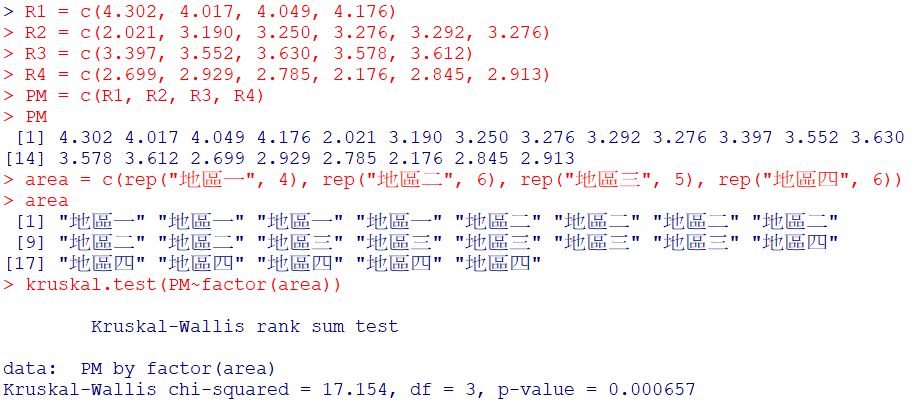 > R1 = c(4.302, 4.017, 4.049, 4.176)
> R2 = c(2.021, 3.190, 3.250, 3.276, 3.292, 3.276)
> R3 = c(3.397, 3.552, 3.630, 3.578, 3.612)
> R4 = c(2.699, 2.929, 2.785, 2.176, 2.845, 2.913)
> PM = c(R1, R2, R3, R4)
> PM
[1] 4.302 4.017 4.049 4.176 2.021 3.190 3.250 3.276 3.292 3.276 3.397 3.552 3.630
[14] 3.578 3.612 2.699 2.929 2.785 2.176 2.845 2.913
> area = c(rep("地區一", 4), rep("地區二", 6), rep("地區三", 5), rep("地區四", 6))
> area
[1] "地區一" "地區一" "地區一" "地區一" "地區二" "地區二" "地區二" "地區二"
[9] "地區二" "地區二" "地區三" "地區三" "地區三" "地區三" "地區三" "地區四"
[17] "地區四" "地區四" "地區四" "地區四" "地區四"
> kruskal.test(PM~factor(area))
Kruskal-Wallis rank sum test
data:  PM by factor(area)
Kruskal-Wallis chi-squared = 17.154, df = 3, p-value = 0.000657